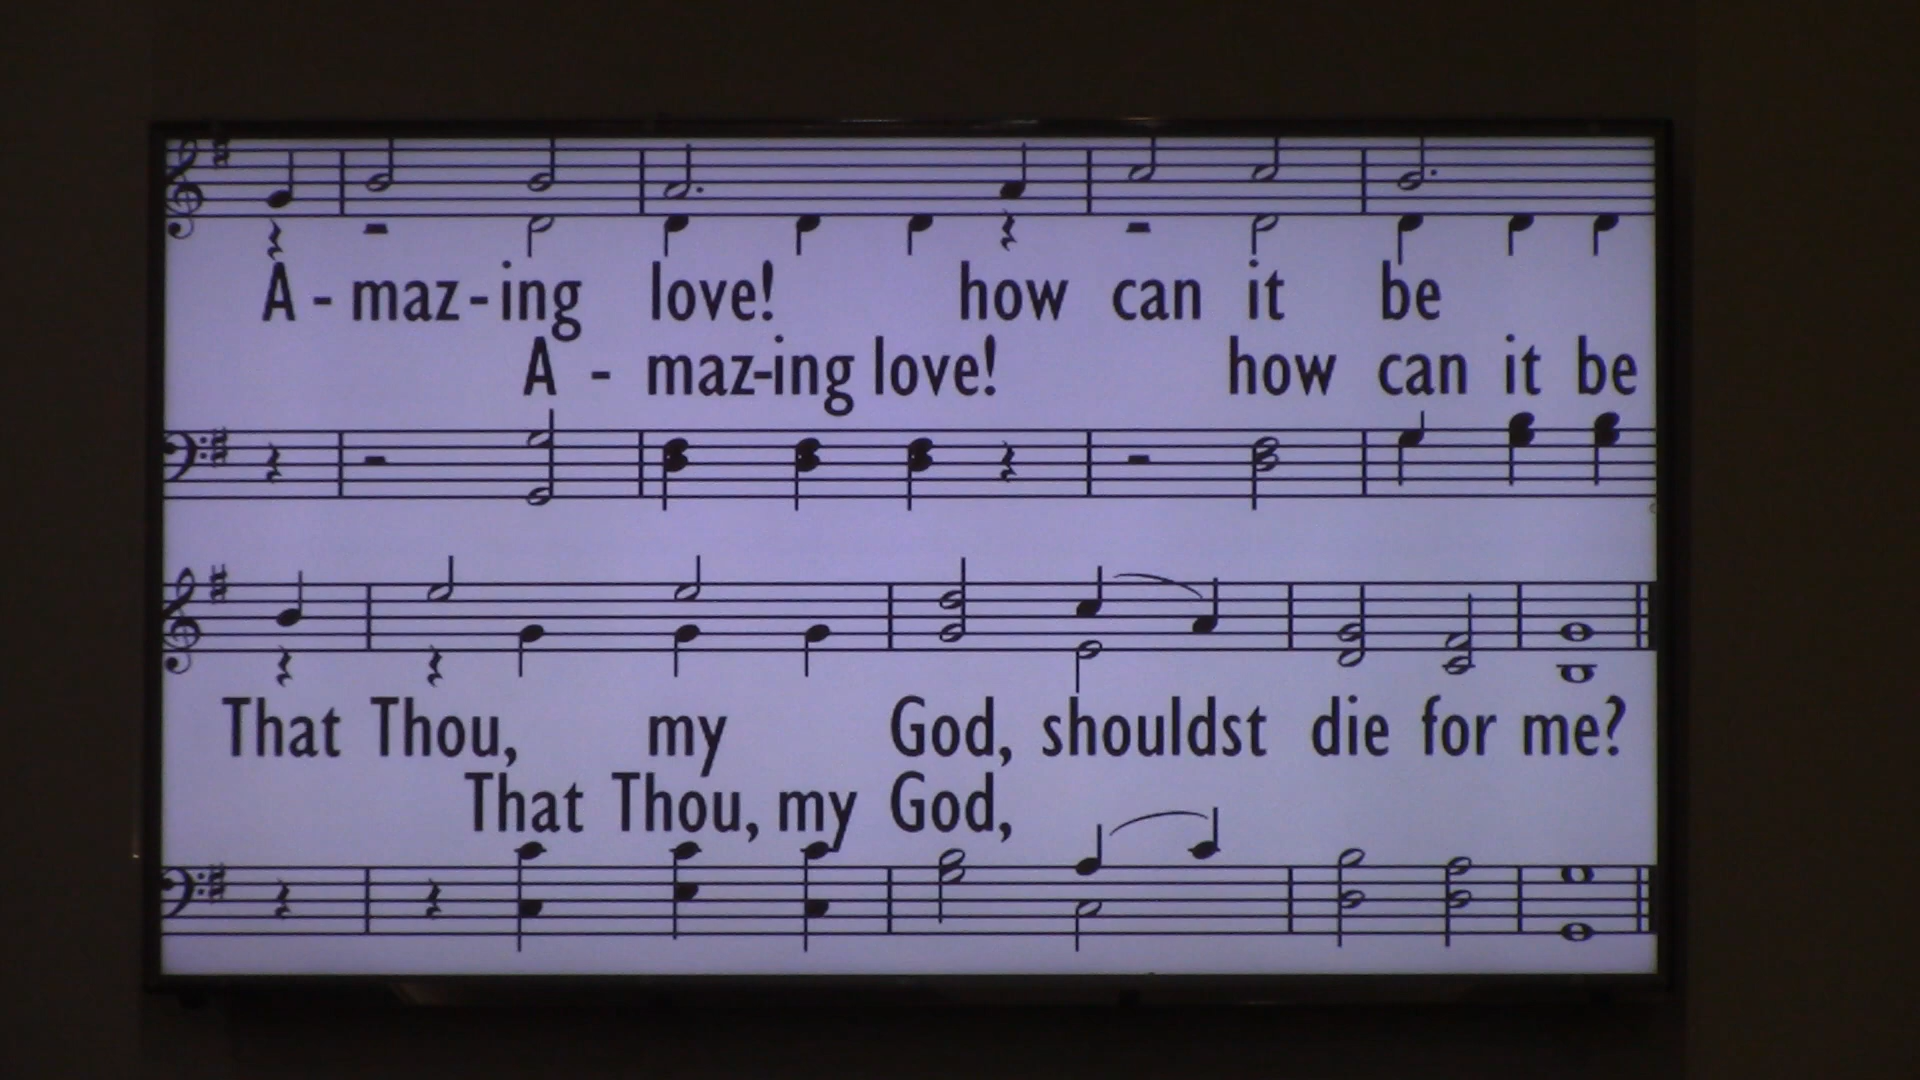 A - maz - ing love! how can it be
A - maz-ing love! how can it be
That Thou, my God, shouldst die for me?
That Thou, my God,